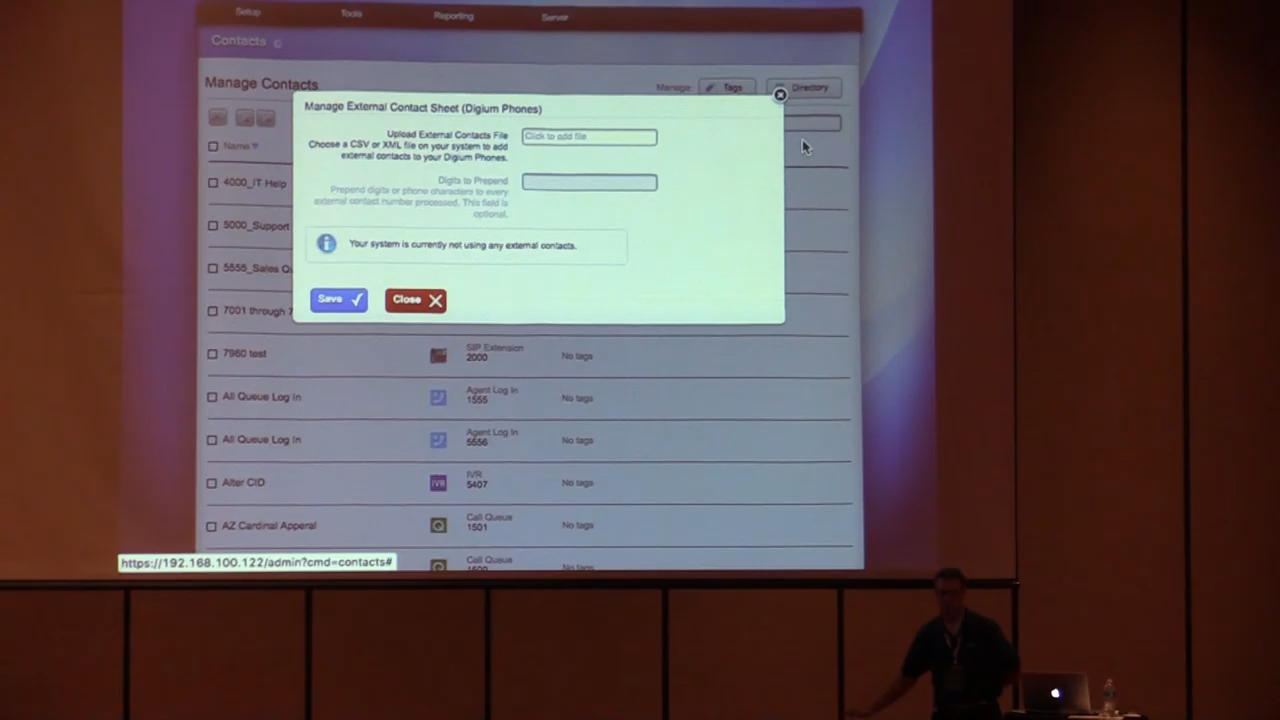 Setup Tools Reporting Server
Contacts
Manage Contacts
Manage: Tags Directory
Manage External Contact Sheet (Digium Phones)
Upload External Contacts File
Choose a CSV or XML file on your system to add
external contacts to your Digium Phones.
Click to add file
Digits to Prepend
Prepend digits or phone characters to every
external contact number processed. This field is
optional.
Your system is currently not using any external contacts.
Save
Close
Name
4000_IT Help
5000_Support
5555_Sales
7001 through
7960 test SIP Extension
2000 No tags
All Queue Log In Agent Log In
1555 No tags
All Queue Log In Agent Log In
5556 No tags
Alter CID IVR IVR
5407 No tags
AZ Cardinal Apperal Q Call Queue
1501 No tags
Q Call Queue
No tags
https://192.168.100.122/admin?cmd=contacts#